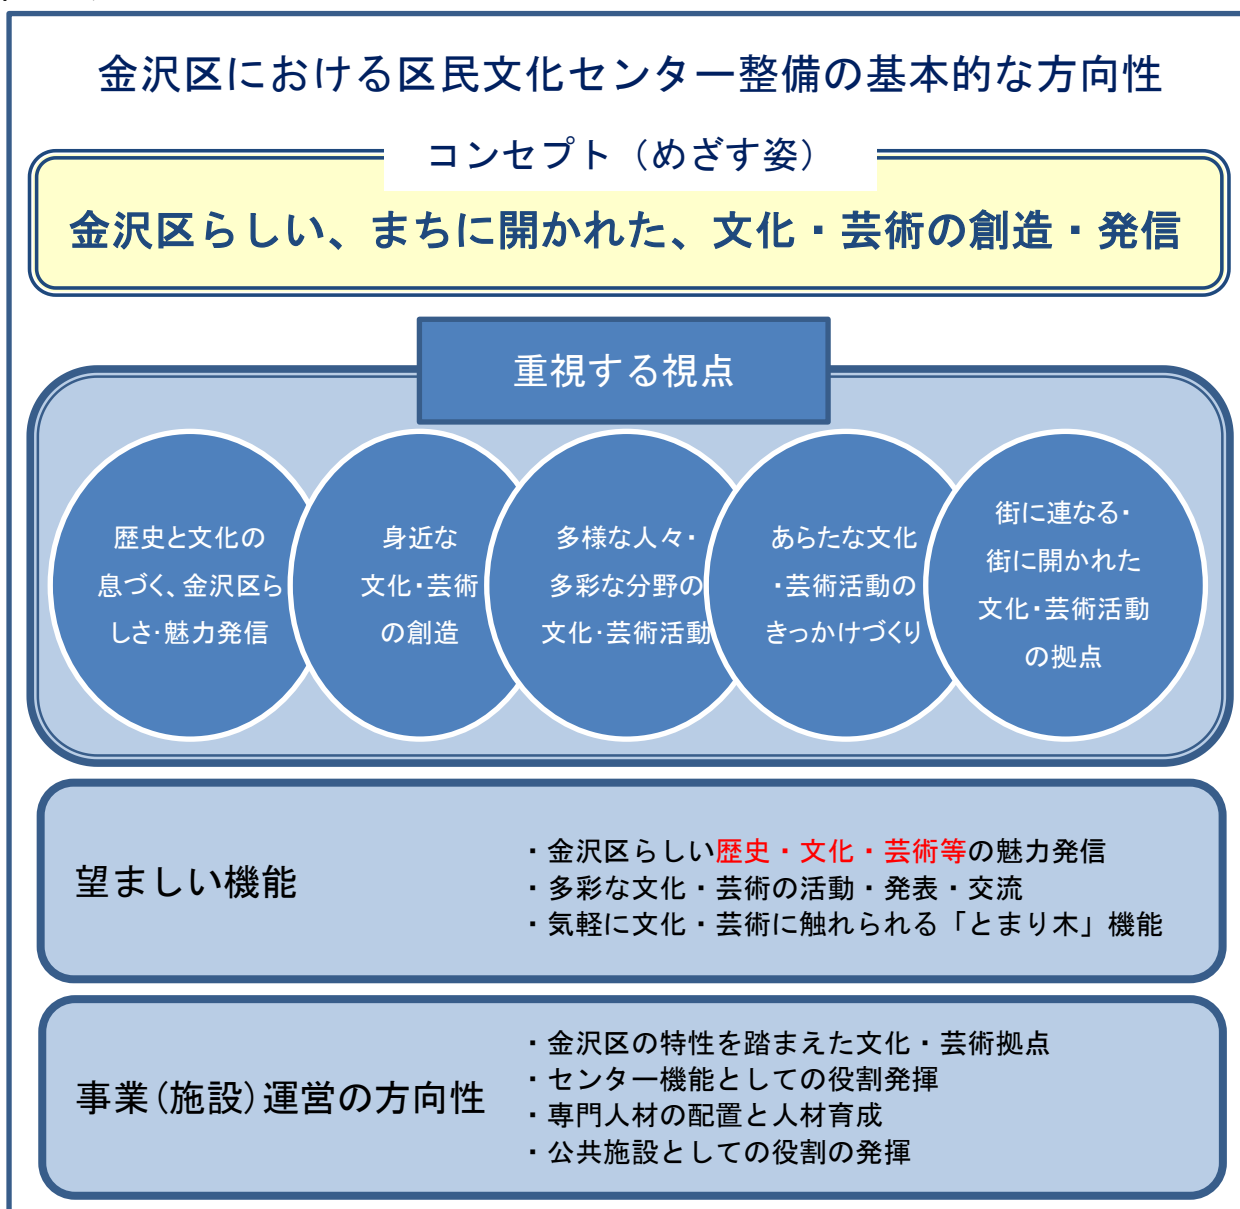 金沢区における区民文化センター整備の基本的な方向性
コンセプト（めざす姿）
金沢区らしい、まちに開かれた、文化・芸術の創造・発信
重視する視点
歴史と文化の
息づく、金沢区ら
しさ・魅力発信
身近な
文化・芸術
の創造
多様な人々・
多彩な分野の
文化・芸術活動
あらたな文化
・芸術活動の
きっかけづくり
街に連なる・
街に開かれた
文化・芸術活動
の拠点
望ましい機能
・金沢区らしい歴史・文化・芸術等の魅力発信
・多彩な文化・芸術の活動・発表・交流
・気軽に文化・芸術に触れられる「とまり木」機能
事業（施設）運営の方向性
・金沢区の特性を踏まえた文化・芸術拠点
・センター機能としての役割発揮
・専門人材の配置と人材育成
・公共施設としての役割の発揮